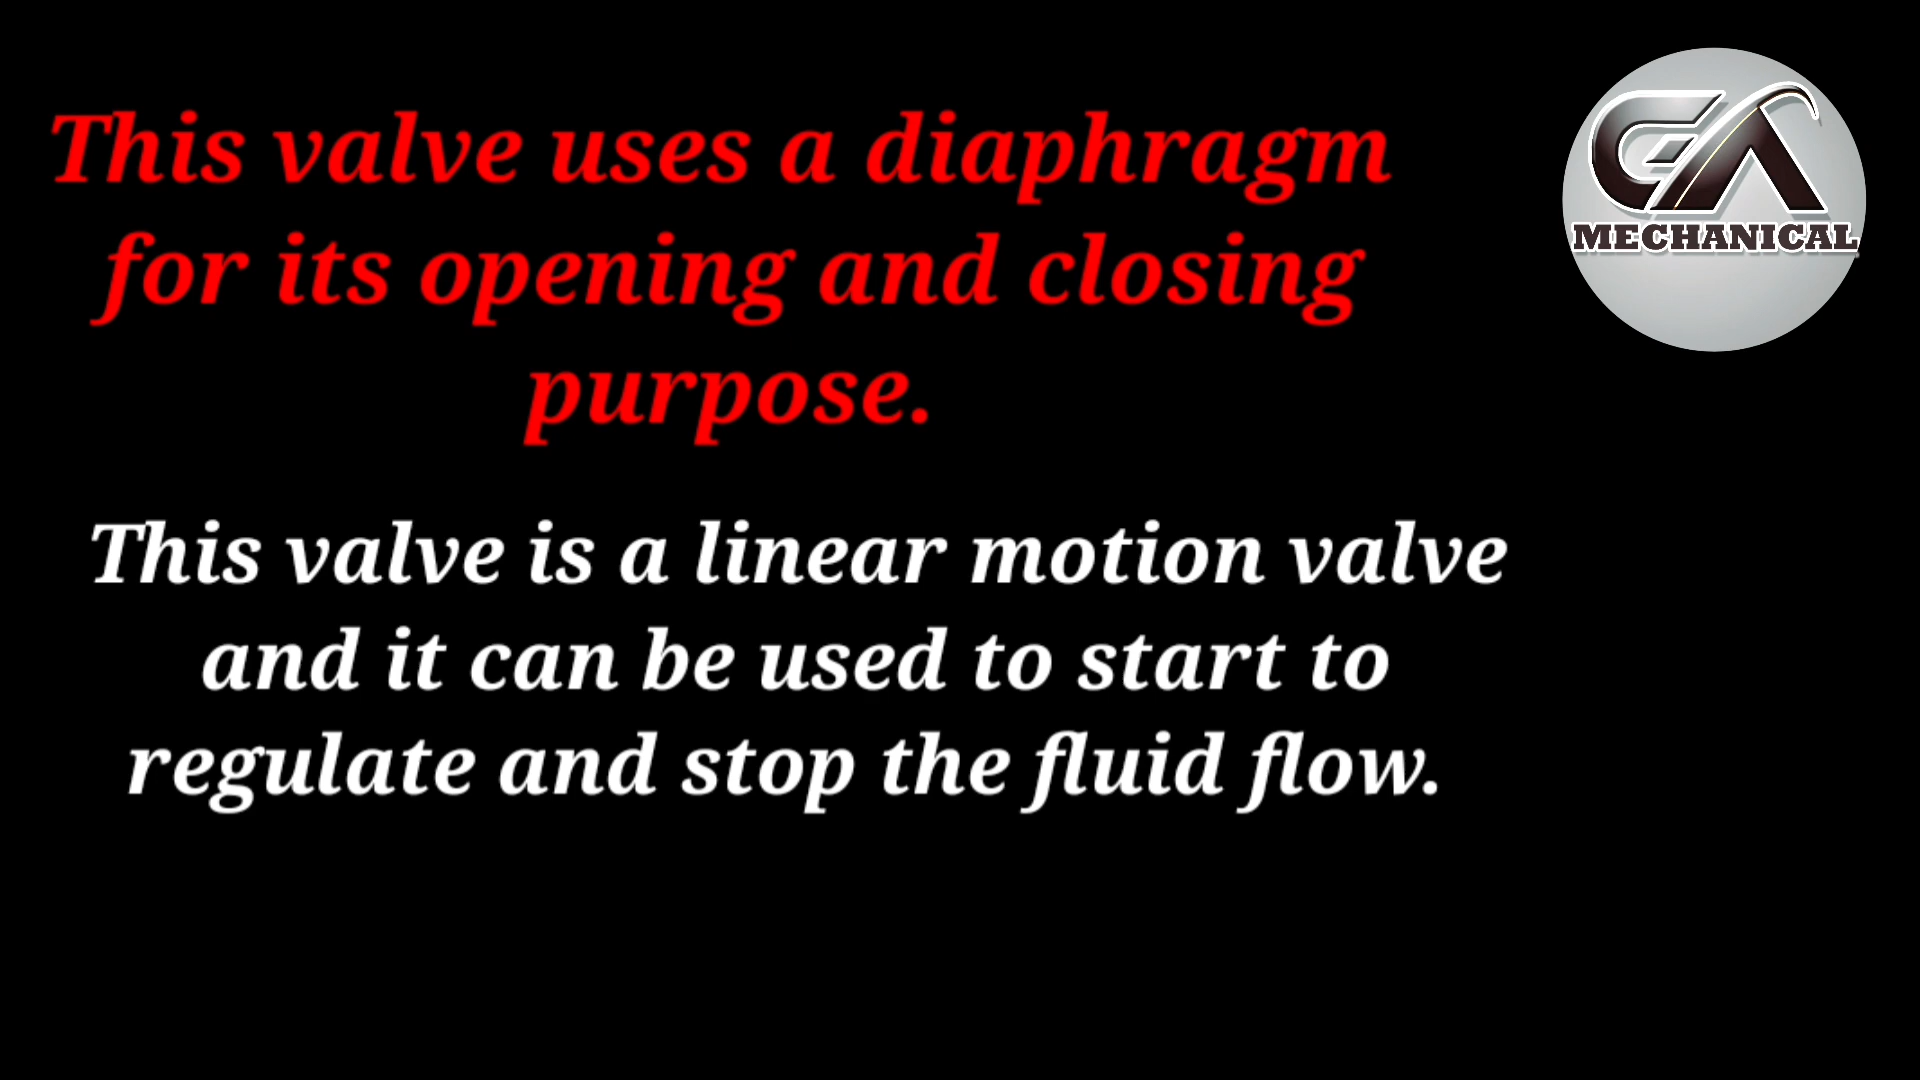 This valve uses a diaphragm
for its opening and closing
purpose.
This valve is a linear motion valve
and it can be used to start to
regulate and stop the fluid flow.
GA
MECHANICAL